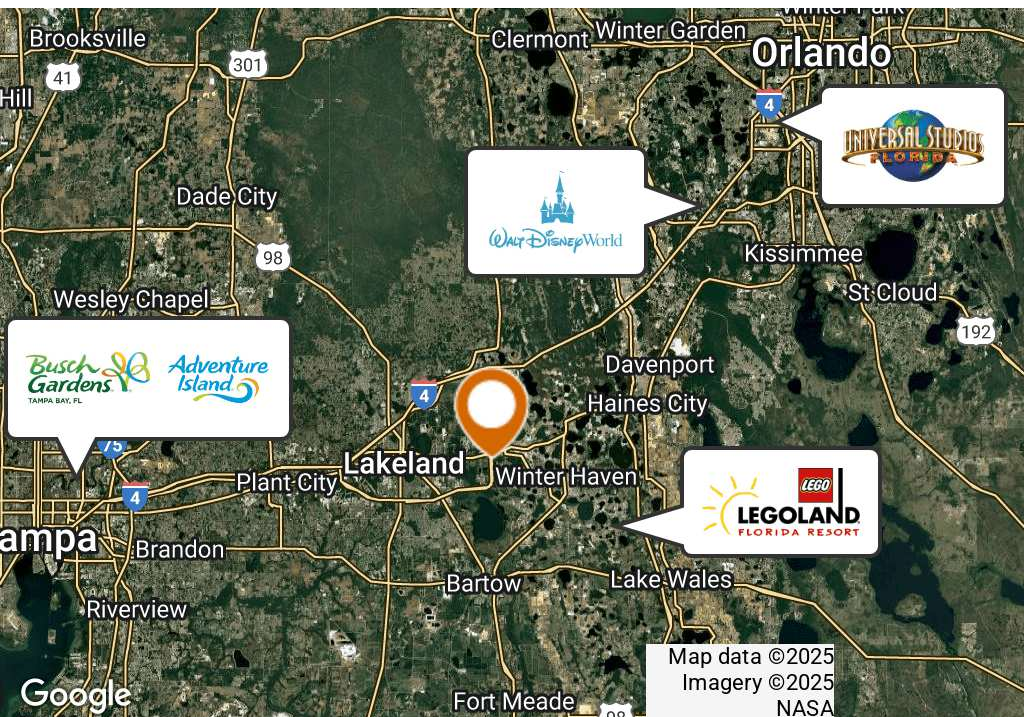 Winter Park
Brooksville
Clermont
Winter Garden
Orlando
301
41
Hill
4
UNIVERSAL STUDIOS
FLORIDA
Dade City
WALT DISNEY World
98
Kissimmee
Wesley Chapel
St Cloud
192
Busch
Gardens
TAMPA BAY, FL
Adventure
Island
Davenport
4
Haines City
75
Lakeland
Winter Haven
Plant City
4
LEGO
LEGOLAND
FLORIDA RESORT
ampa
Brandon
Bartow
Lake Wales
Riverview
Map data ©2025
Imagery ©2025
NASA
Google
Fort Meade
98